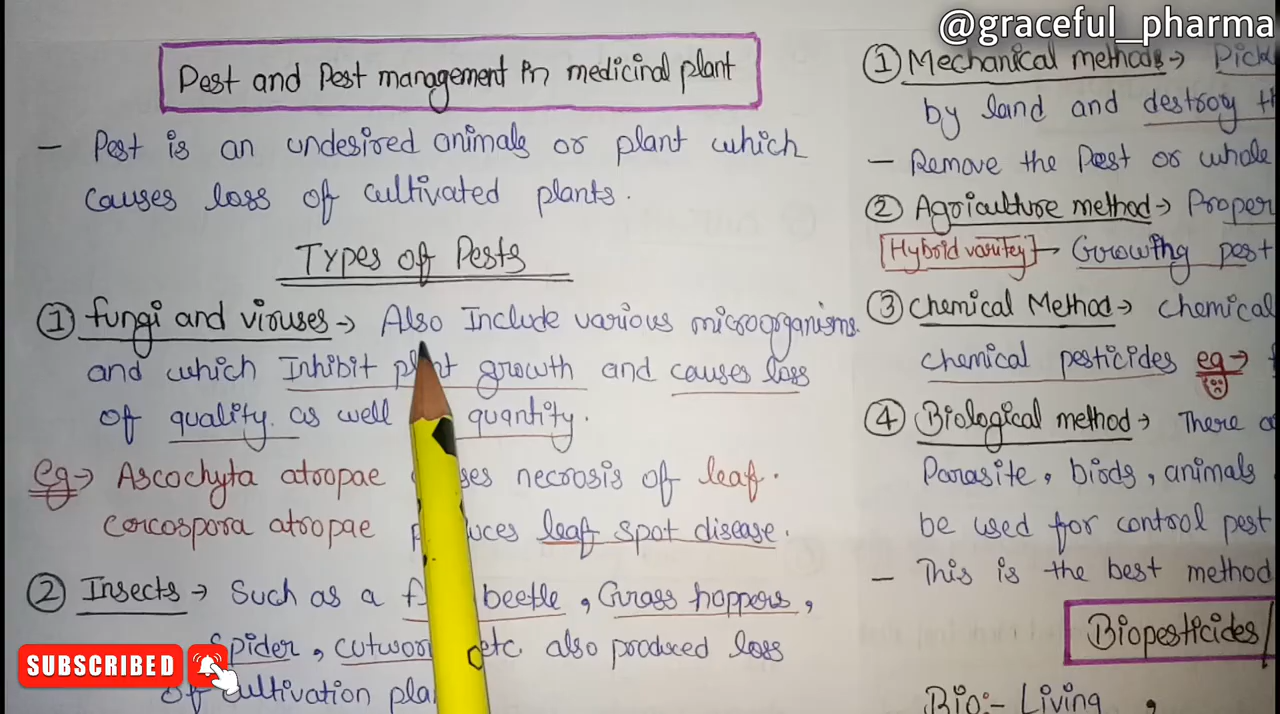 @graceful_pharma
Pest and Pest management in medicinal plant
- Pest is an undesired animals or plant which
causes loss of cultivated plants.
Types of Pests
① fungi and viruses → Also Include various microorganisms.
and which Inhibit plant growth and causes loss
of quality as well quantity.
eg → Ascochyta atropae necrosis of leaf.
Corcospora atropae leaf spot disease.
② Insects → Such as a beetle, Grass hoppers,
Spider, etc also produced loss
of cultivation
SUBSCRIBED
① Mechanical methods →
by land and destroy
- Remove the Pest or whole
② Agriculture method → Proper
[Hybrid varitey] → Growing pest
③ Chemical Method → Chemical
chemical pesticides eg →
④ Biological method → There
Parasite, birds, animals
be used for control pest
- This is the best method
Biopesticides
Bio:- Living,